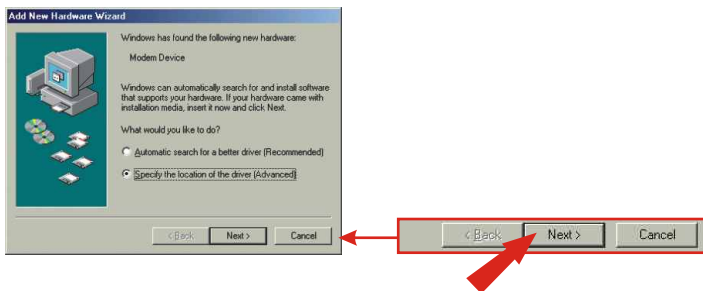 Add New Hardware Wizard
Windows has found the following new hardware:
Modem Device
Windows can automatically search for and install software
that supports your hardware. If your hardware came with
installation media, insert it now and click Next.
What would you like to do?
Automatic search for a better driver (Recommended)
Specify the location of the driver (Advanced)
< Back Next > Cancel
< Back Next > Cancel